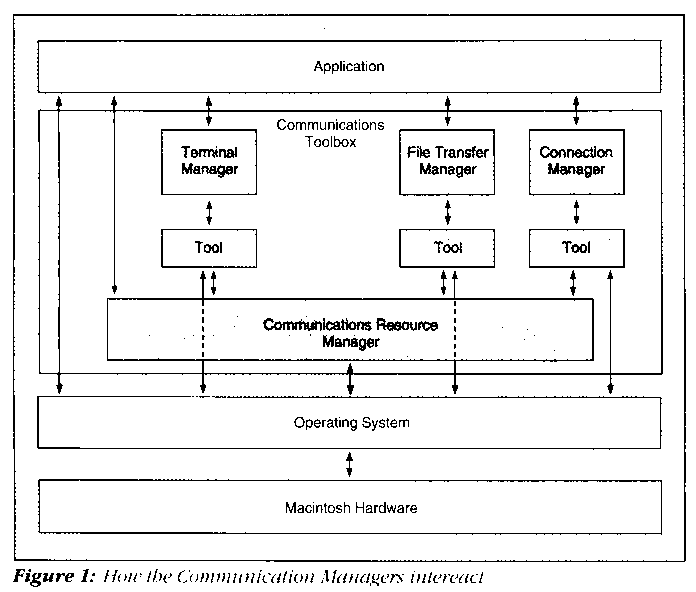 Application
Communications
Toolbox
Terminal
Manager
File Transfer
Manager
Connection
Manager
Tool
Tool
Tool
Communications Resource
Manager
Operating System
Macintosh Hardware
Figure 1: How the Communication Managers intereact